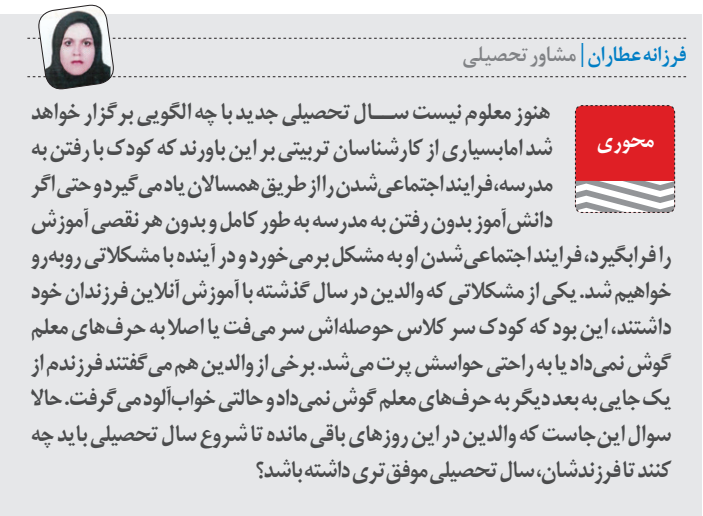 فرزانه عطاران | مشاور تحصیلی
محوری
هنوز معلوم نیست ســـال تحصیلی جدید با چه الگویی برگزار خواهد
شد امابسیاری از کارشناسان تربیتی بر این باورند که کودک با رفتن به
مدرسه، فرایند اجتماعی‌شدن رااز طریق همسالان یاد می‌گیرد و حتی اگر
دانش‌آموز بدون رفتن به مدرسه به طور کامل و بدون هر نقصی آموزش
را فرابگیرد، فرایند اجتماعی‌شدن او به مشکل برمی‌خورد و در آینده با مشکلاتی روبه‌رو
خواهیم شد. یکی از مشکلاتی که والدین در سال گذشته با آموزش آنلاین فرزندان خود
داشتند، این بود که کودک سر کلاس حوصله‌اش سر می‌فت یا اصلا به حرف‌های معلم
گوش نمی‌داد یا به راحتی حواسش پرت می‌شد. برخی از والدین هم می‌گفتند فرزندم از
یک جایی به بعد دیگر به حرف‌های معلم گوش نمی‌داد و حالتی خواب‌آلود می‌گرفت. حالا
سوال این‌جاست که والدین در این روزهای باقی مانده تا شروع سال تحصیلی باید چه
کنند تا فرزندشان، سال تحصیلی موفق‌تری داشته باشد؟